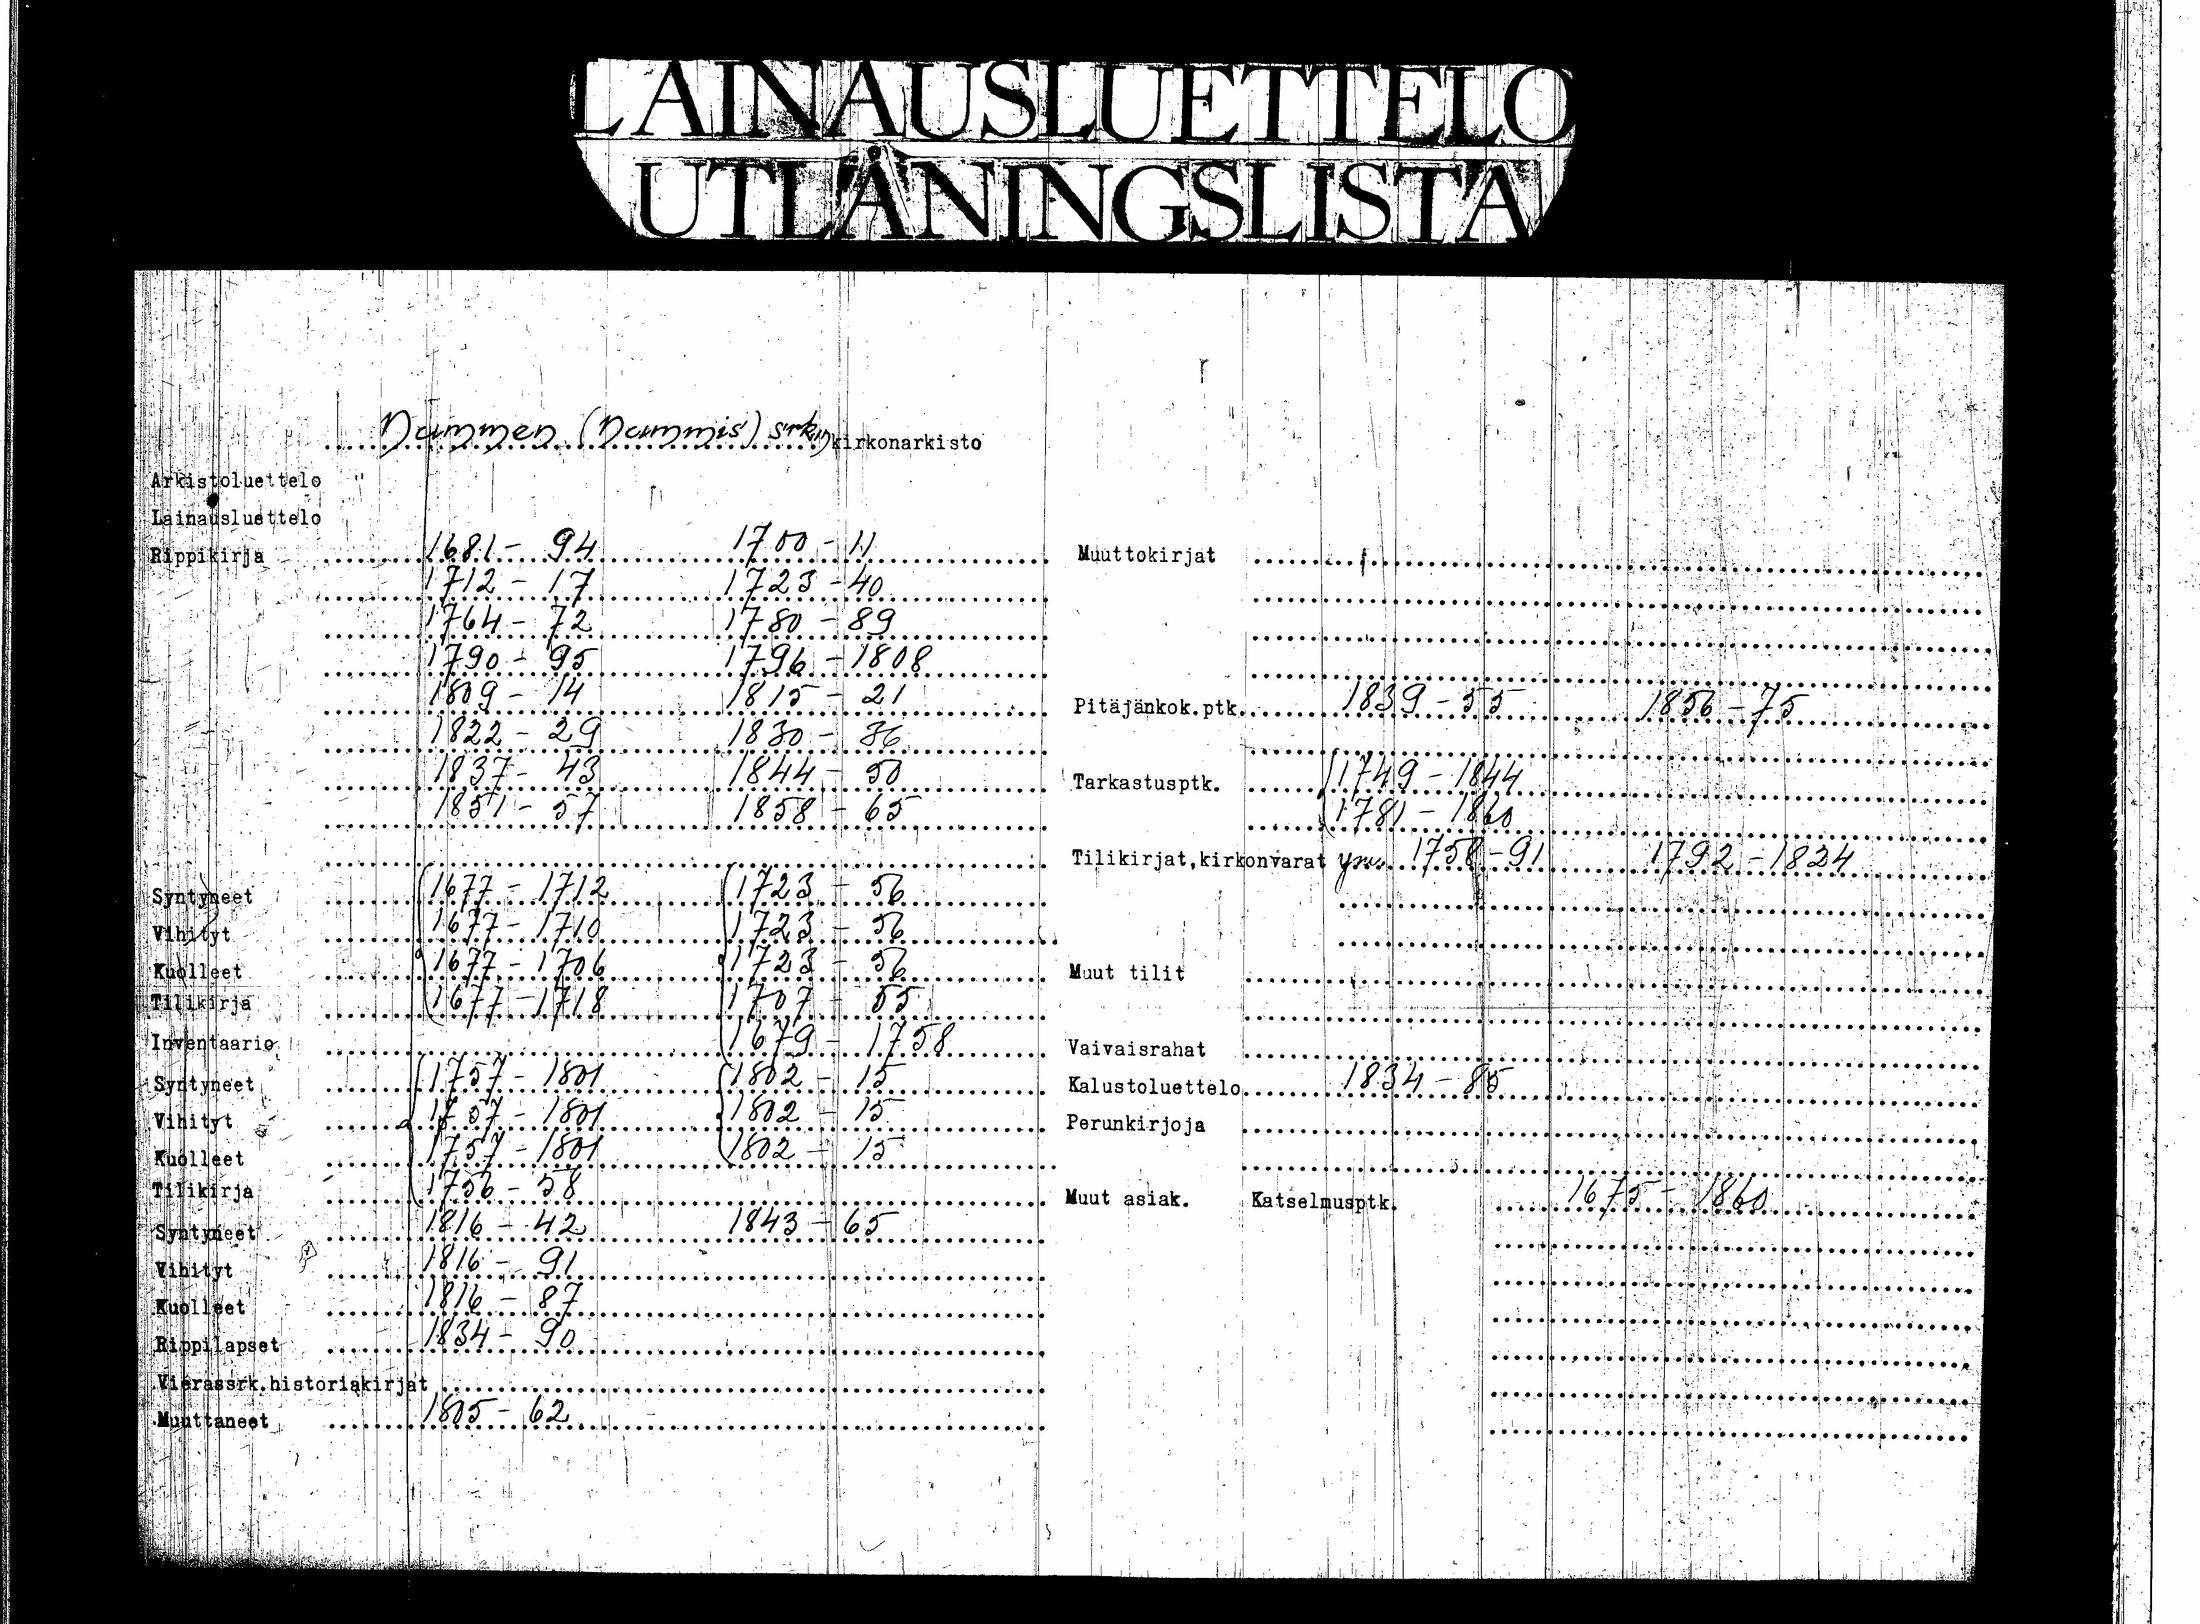 LAINAUSLUETTELO
UTLÅNINGSLISTA
Nummen (Nummis) srk:n kirkonarkisto
Arkistoluettelo
Lainausluettelo
Rippikirja 1681 - 94 1700 - 11
1712 - 17 1723 - 40
1764 - 72 1780 - 89
1790 - 95 1796 - 1808
1809 - 14 1815 - 21
1822 - 29 1830 - 36
1837 - 43 1844 - 50
1851 - 57 1858 - 65
Syntyneet 1677 - 1712 1723 - 56
Vihityt 1677 - 1710 1723 - 56
Kuolleet 1677 - 1706 1723 - 56
Tilikirja 1677 - 1718 1707 - 55
Inventaario 1679 - 1758
Syntyneet 1757 - 1801 1802 - 15
Vihityt 1757 - 1801 1802 - 15
Kuolleet 1757 - 1801 1802 - 15
Tilikirja 1756 - 58
Syntyneet 1816 - 42 1843 - 65
Vihityt 1816 - 91
Kuolleet 1816 - 87
Rippilapset 1834 - 90
Vierassrk.historiakirjat
Muuttaneet 1805 - 62
Muuttokirjat
Pitäjänkok.ptk. 1839 - 55 1856 - 75
Tarkastusptk. 1749 - 1844
1781 - 1860
Tilikirjat,kirkonvarat ym. 1758 - 91 1792 - 1824
Muut tilit
Vaivaisrahat
Kalustoluettelo 1834 - 85
Perunkirjoja
Muut asiak. Katselmusptk. 1675 - 1860